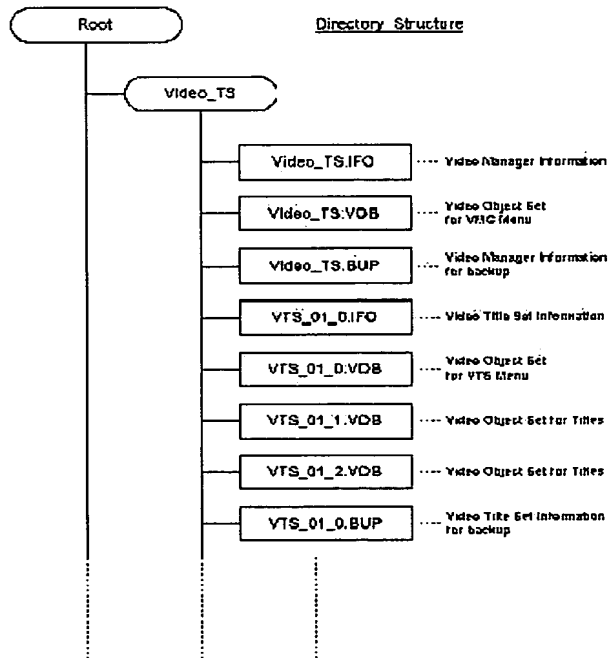 Root
Directory Structure
Video_TS
Video_TS.IFO
Video Manager Information
Video_TS.VOB
Video Object Set
for VMG Menu
Video_TS.BUP
Video Manager Information
for backup
VTS_01_0.IFO
Video Title Set Information
VTS_01_0.VOB
Video Object Set
for VTS Menu
VTS_01_1.VOB
Video Object Set for Titles
VTS_01_2.VOB
Video Object Set for Titles
VTS_01_0.BUP
Video Title Set Information
for backup